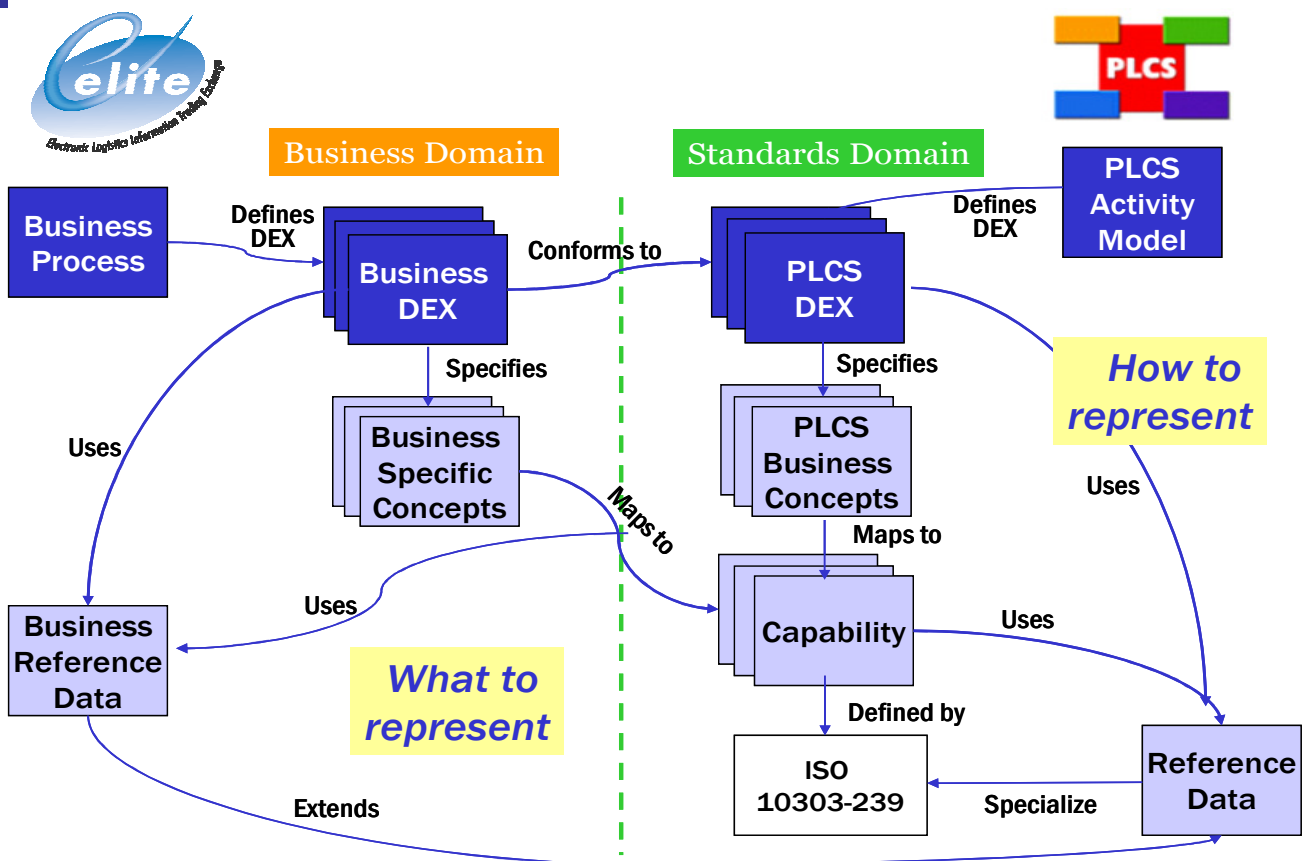 elite
Electronic Logistics Information Trading Exchange
PLCS
Business Domain
Standards Domain
Business
Process
Defines
DEX
Business
DEX
Conforms to
PLCS
DEX
Defines
DEX
PLCS
Activity
Model
Specifies
Specifies
How to
represent
Uses
Business
Specific
Concepts
Maps to
PLCS
Business
Concepts
Uses
Maps to
Uses
Business
Reference
Data
What to
represent
Capability
Uses
Defined by
ISO
10303-239
Specialize
Reference
Data
Extends